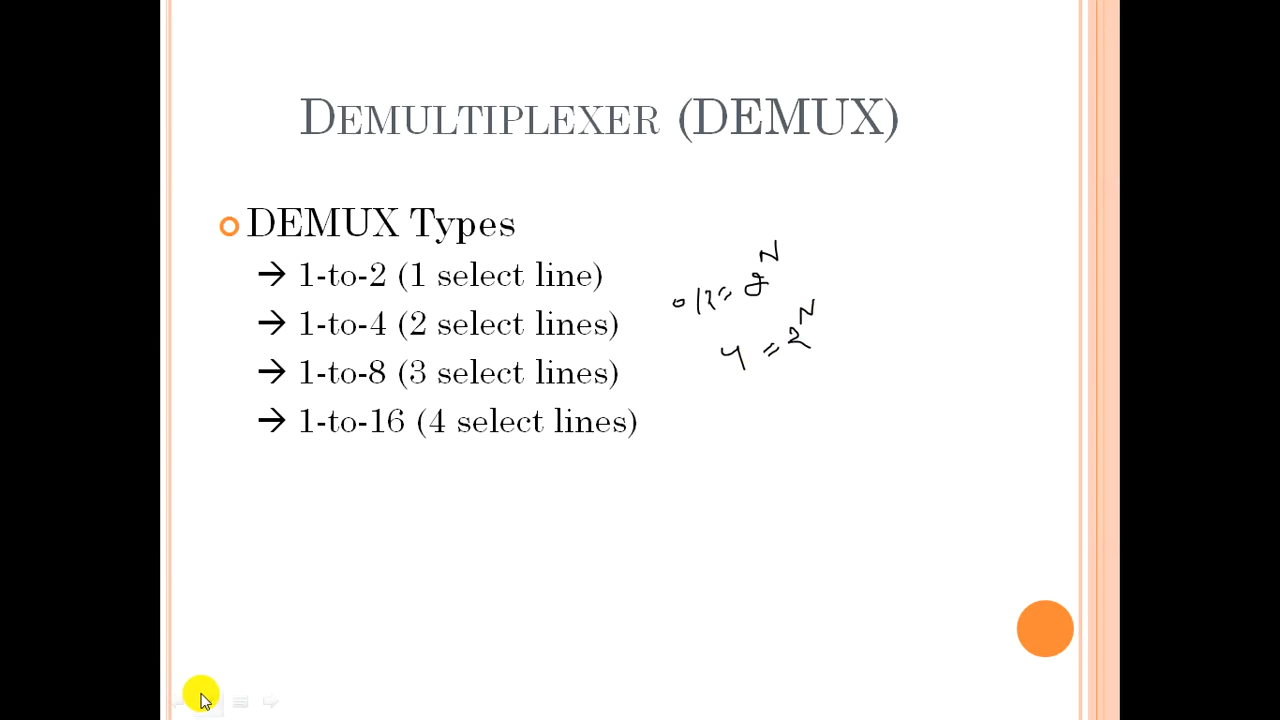 DEMULTIPLEXER (DEMUX)
DEMUX Types
→ 1-to-2 (1 select line)
→ 1-to-4 (2 select lines)
→ 1-to-8 (3 select lines)
→ 1-to-16 (4 select lines)
o/p = 2^N
4 = 2^N